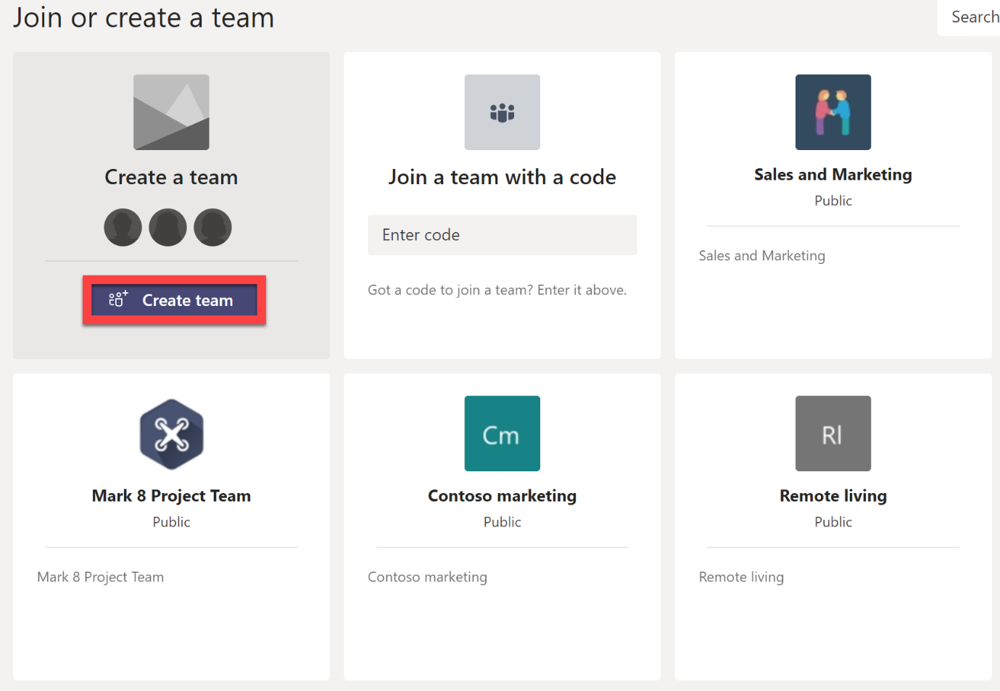 Join or create a team
Search
Create a team
Create team
Join a team with a code
Enter code
Got a code to join a team? Enter it above.
Sales and Marketing
Public
Sales and Marketing
Mark 8 Project Team
Public
Mark 8 Project Team
Cm
Contoso marketing
Public
Contoso marketing
Rl
Remote living
Public
Remote living